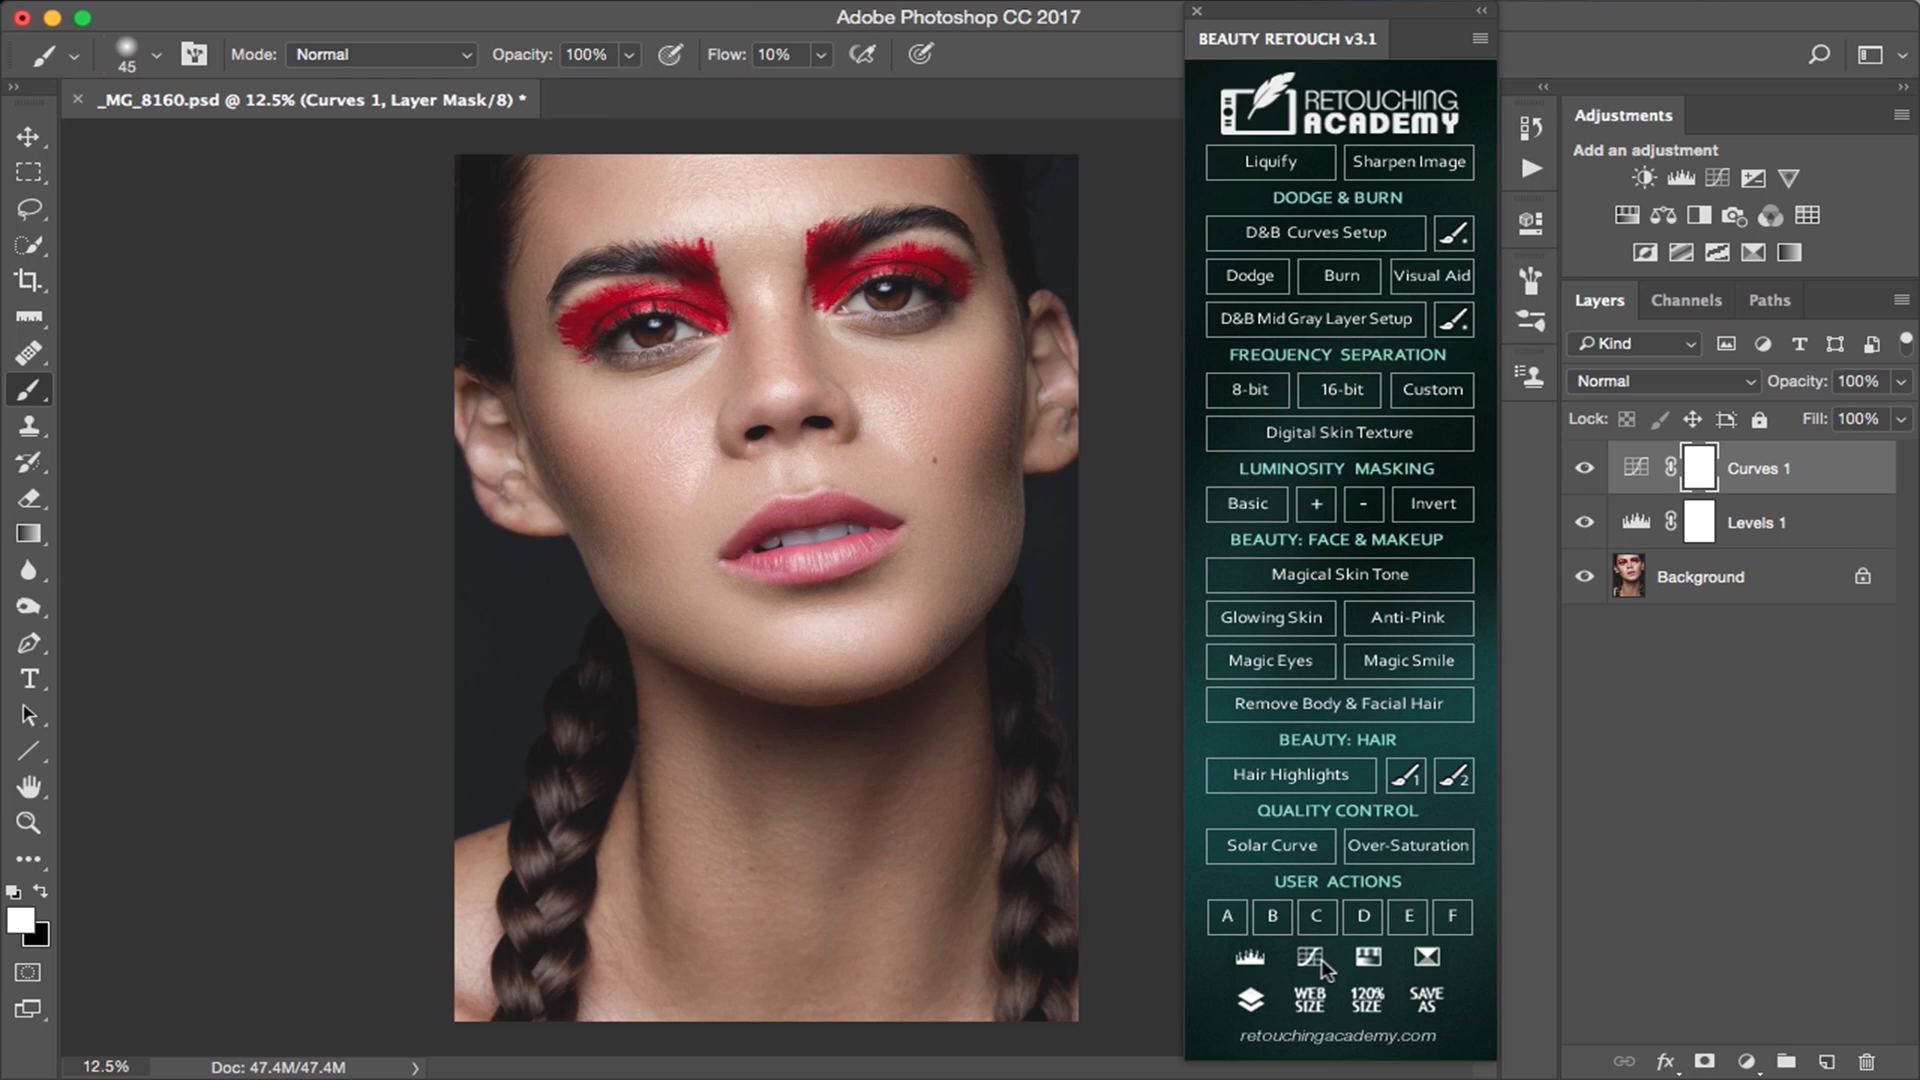 Adobe Photoshop CC 2017
45
Mode: Normal
Opacity: 100%
Flow: 10%
_MG_8160.psd @ 12.5% (Curves 1, Layer Mask/8) *
BEAUTY RETOUCH v3.1
RETOUCHING
ACADEMY
Liquify Sharpen Image
DODGE & BURN
D&B Curves Setup
Dodge Burn Visual Aid
D&B Mid Gray Layer Setup
FREQUENCY SEPARATION
8-bit 16-bit Custom
Digital Skin Texture
LUMINOSITY MASKING
Basic + - Invert
BEAUTY: FACE & MAKEUP
Magical Skin Tone
Glowing Skin Anti-Pink
Magic Eyes Magic Smile
Remove Body & Facial Hair
BEAUTY: HAIR
Hair Highlights 1 2
QUALITY CONTROL
Solar Curve Over-Saturation
USER ACTIONS
A B C D E F
WEB SIZE
120% SIZE
SAVE AS
retouchingacademy.com
Adjustments
Add an adjustment
Layers Channels Paths
Kind
Normal Opacity: 100%
Lock: Fill: 100%
Curves 1
Levels 1
Background
fx
12.5% Doc: 47.4M/47.4M